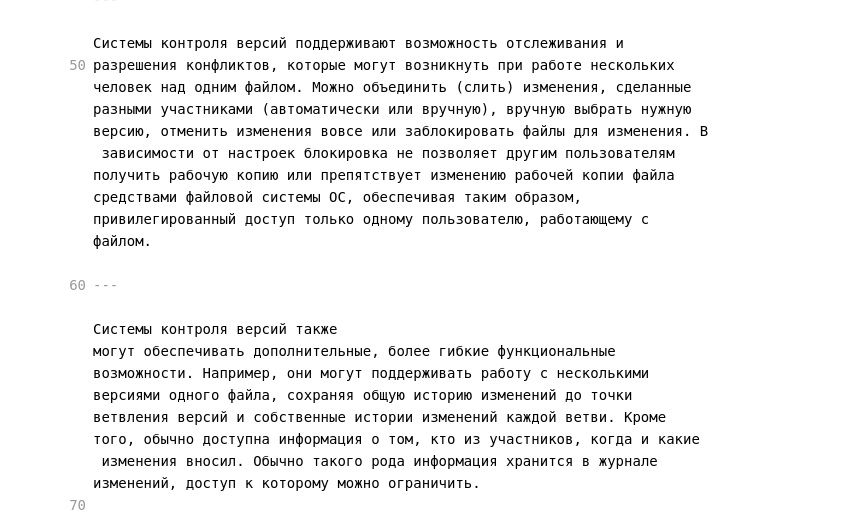 ---
Системы контроля версий поддерживают возможность отслеживания и
50 разрешения конфликтов, которые могут возникнуть при работе нескольких
человек над одним файлом. Можно объединить (слить) изменения, сделанные
разными участниками (автоматически или вручную), вручную выбрать нужную
версию, отменить изменения вовсе или заблокировать файлы для изменения. В
зависимости от настроек блокировка не позволяет другим пользователям
получить рабочую копию или препятствует изменению рабочей копии файла
средствами файловой системы ОС, обеспечивая таким образом,
привилегированный доступ только одному пользователю, работающему с
файлом.
60 ---
Системы контроля версий также
могут обеспечивать дополнительные, более гибкие функциональные
возможности. Например, они могут поддерживать работу с несколькими
версиями одного файла, сохраняя общую историю изменений до точки
ветвления версий и собственные истории изменений каждой ветви. Кроме
того, обычно доступна информация о том, кто из участников, когда и какие
изменения вносил. Обычно такого рода информация хранится в журнале
изменений, доступ к которому можно ограничить.
70